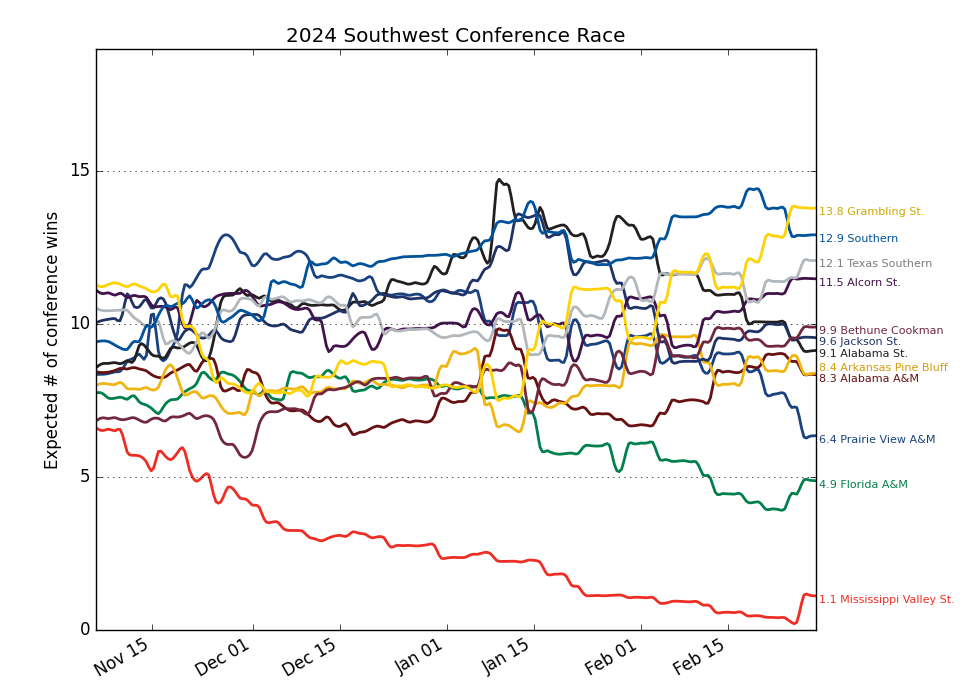 2024 Southwest Conference Race
Expected # of conference wins
15
10
5
0
13.8 Grambling St.
12.9 Southern
12.1 Texas Southern
11.5 Alcorn St.
9.9 Bethune Cookman
9.6 Jackson St.
9.1 Alabama St.
8.4 Arkansas Pine Bluff
8.3 Alabama A&M
6.4 Prairie View A&M
4.9 Florida A&M
1.1 Mississippi Valley St.
Nov 15
Dec 01
Dec 15
Jan 01
Jan 15
Feb 01
Feb 15